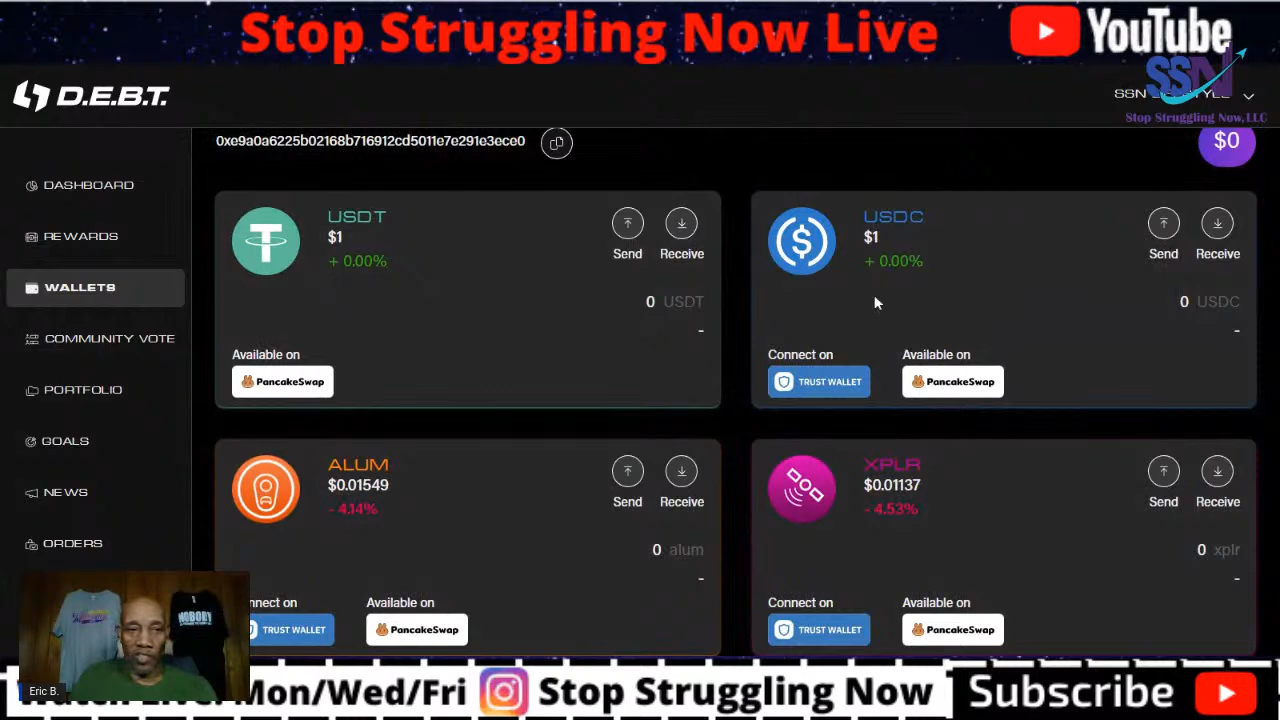 Stop Struggling Now Live
YouTube
D.E.B.T.
SSN
Stop Struggling Now, LLC
0xe9a0a6225b02168b716912cd5011e7e291e3ece0
$0
DASHBOARD
REWARDS
WALLETS
COMMUNITY VOTE
PORTFOLIO
GOALS
NEWS
ORDERS
USDT
$1
+ 0.00%
Send
Receive
0 USDT
-
Available on
PancakeSwap
USDC
$1
+ 0.00%
Send
Receive
0 USDC
-
Connect on
Available on
TRUST WALLET
PancakeSwap
ALUM
$0.01549
- 4.14%
Send
Receive
0 alum
-
nnect on
Available on
TRUST WALLET
PancakeSwap
XPLR
$0.01137
- 4.53%
Send
Receive
0 xplr
-
Connect on
Available on
TRUST WALLET
PancakeSwap
NOBODY
Eric B.
Mon/Wed/Fri
Stop Struggling Now
Subscribe